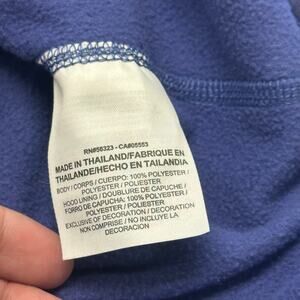 RN#56323 - CA#05553
MADE IN THAILAND/FABRIQUE EN
THAILANDE/HECHO EN TAILANDIA
BODY / CORPS / CUERPO: 100% POLYESTER /
POLYESTER / POLIESTER
HOOD LINING / DOUBLURE DE CAPUCHE /
FORRO DE CAPUCHA: 100% POLYESTER /
POLYESTER / POLIESTER
EXCLUSIVE OF DECORATION / DECORATION
NON COMPRISE / NO INCLUYE LA
DECORACION